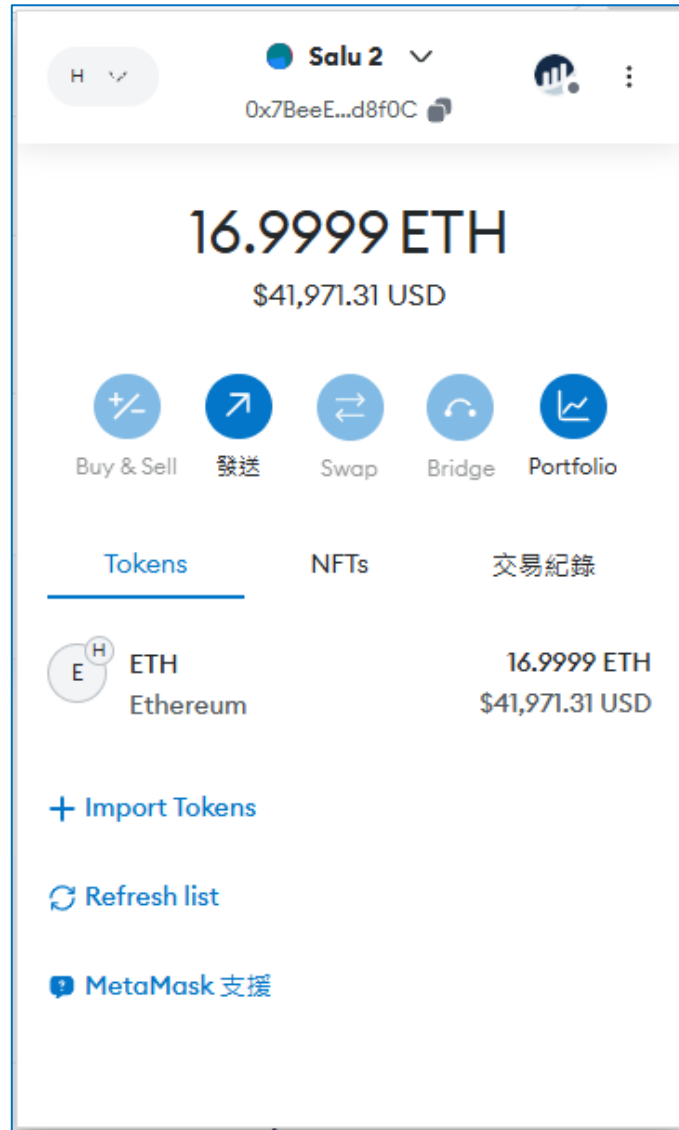 H
Salu 2
0x7BeeE...d8f0C
16.9999 ETH
$41,971.31 USD
Buy & Sell 發送 Swap Bridge Portfolio
Tokens NFTs 交易紀錄
E H ETH 16.9999 ETH
Ethereum $41,971.31 USD
+ Import Tokens
Refresh list
? MetaMask 支援